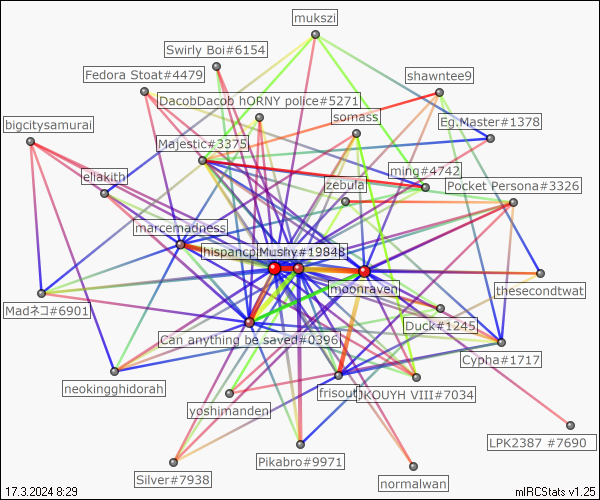 mukszi
Swirly Boi#6154
Fedora Stoat#4479
shawntee9
DacobDacob hORNY police#5271
bigcitysamurai
somass
Eg.Master#1378
Majestic#3375
eliakith
ming#4742
zebula
Pocket Persona#3326
marcemadness
hispancp
Mushy#1984
moonraven
thesecondtwat
Madネコ#6901
Duck#1245
Can anything be saved#0396
Cypha#1717
neokingghidorah
frisout
JKOUYH VIII#7034
yoshimanden
LPK2387 #7690
Pikabro#9971
Silver#7938
normalwan
17.3.2024 8:29
mIRCStats v1.25